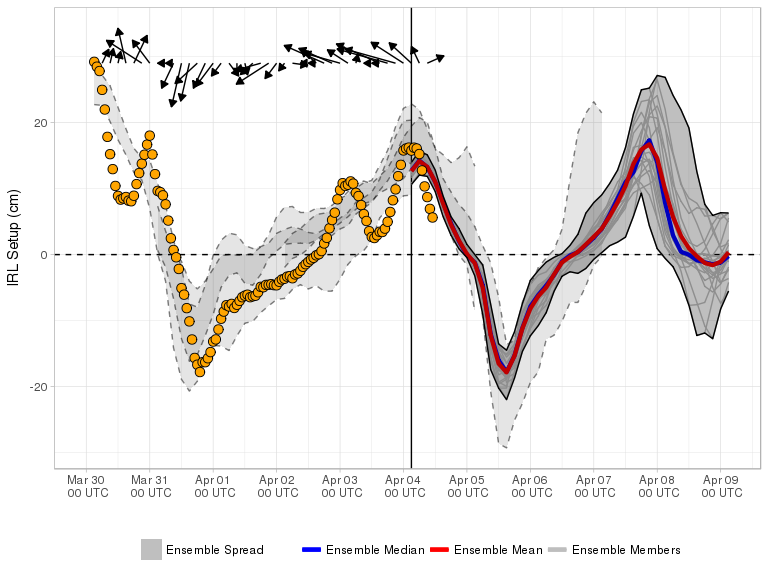 IRL Setup (cm)
20
0
-20
Mar 30 Mar 31 Apr 01 Apr 02 Apr 03 Apr 04 Apr 05 Apr 06 Apr 07 Apr 08 Apr 09
00 UTC 00 UTC 00 UTC 00 UTC 00 UTC 00 UTC 00 UTC 00 UTC 00 UTC 00 UTC 00 UTC
Ensemble Spread Ensemble Median Ensemble Mean Ensemble Members